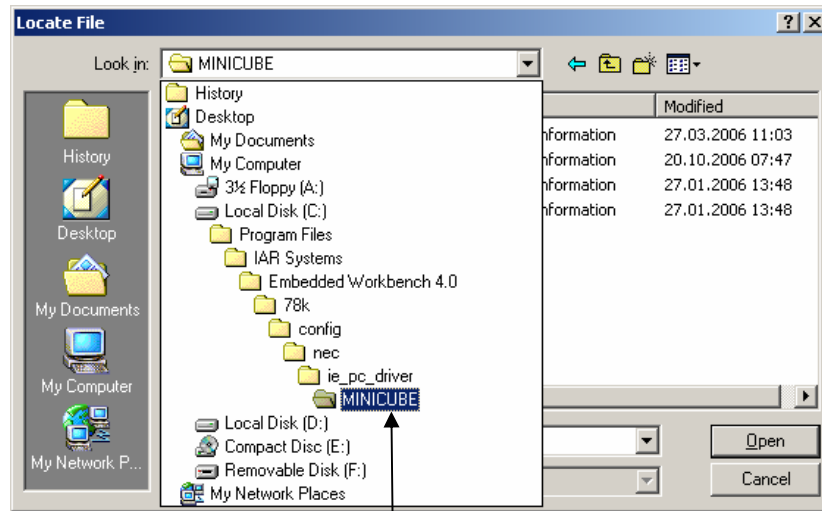 Locate File
Look in: MINICUBE
History
Desktop
My Documents
My Computer
My Network P...
History
Desktop
My Documents
My Computer
3½ Floppy (A:)
Local Disk (C:)
Program Files
IAR Systems
Embedded Workbench 4.0
78k
config
nec
ie_pc_driver
MINICUBE
Local Disk (D:)
Compact Disc (E:)
Removable Disk (F:)
My Network Places
Modified
nformation 27.03.2006 11:03
nformation 20.10.2006 07:47
nformation 27.01.2006 13:48
nformation 27.01.2006 13:48
Open
Cancel